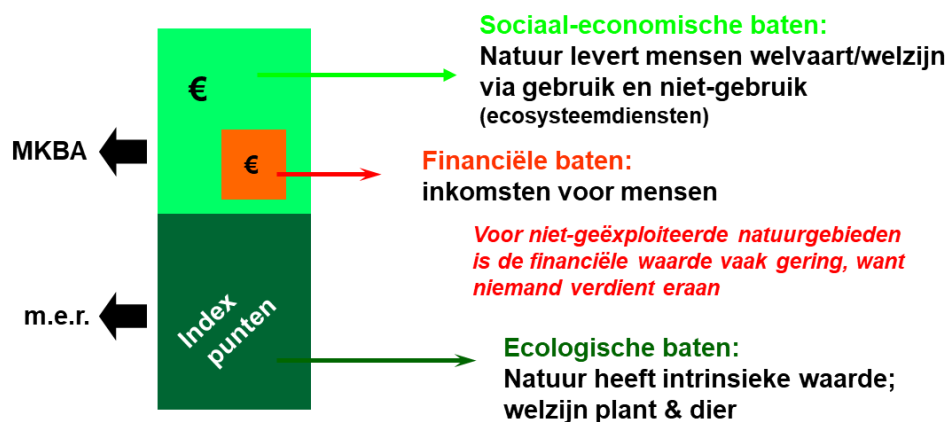 Sociaal-economische baten:
Natuur levert mensen welvaart/welzijn
via gebruik en niet-gebruik
(ecosysteemdiensten)
€
MKBA
€
Financiële baten:
inkomsten voor mensen
Voor niet-geëxploiteerde natuurgebieden
is de financiële waarde vaak gering, want
niemand verdient eraan
m.e.r.
Index
punten
Ecologische baten:
Natuur heeft intrinsieke waarde;
welzijn plant & dier